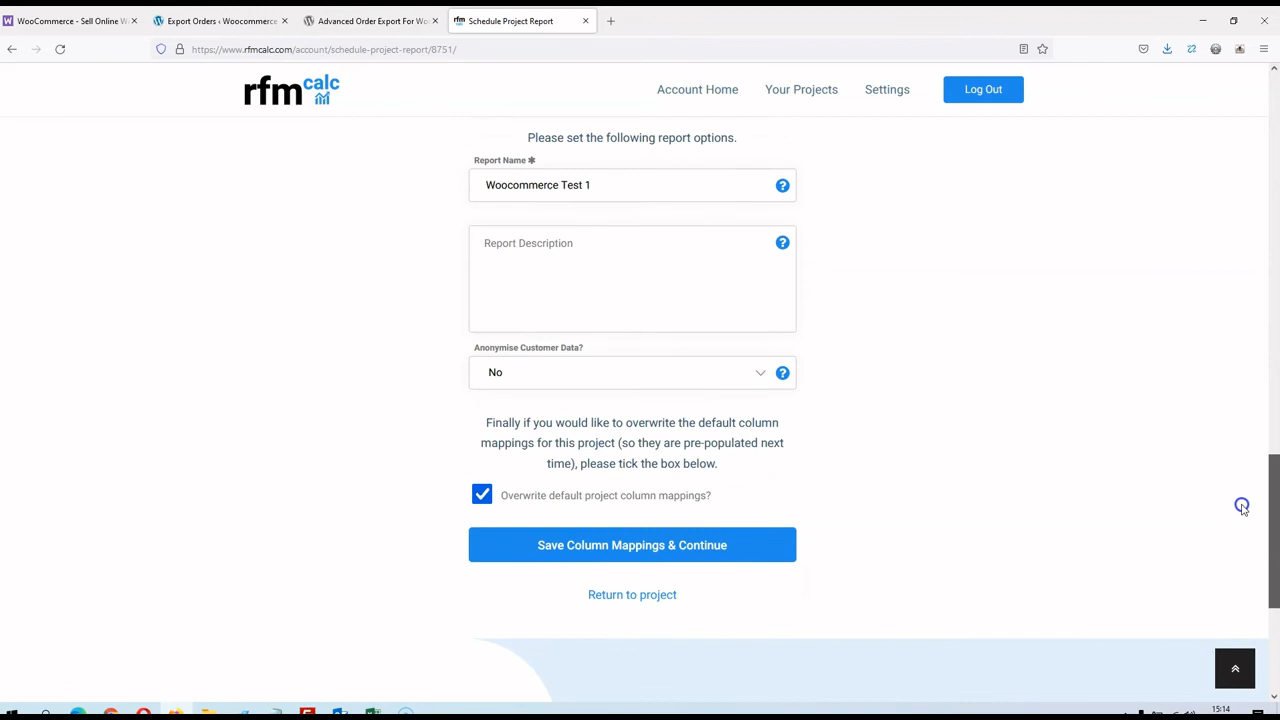 WooCommerce - Sell Online Wi
Export Orders ‹ Woocommerce
Advanced Order Export For Wo
Schedule Project Report
https://www.rfmcalc.com/account/schedule-project-report/8751/
rfm calc
Account Home
Your Projects
Settings
Log Out
Please set the following report options.
Report Name ✱
Woocommerce Test 1
Report Description
Anonymise Customer Data?
No
Finally if you would like to overwrite the default column
mappings for this project (so they are pre-populated next
time), please tick the box below.
Overwrite default project column mappings?
Save Column Mappings & Continue
Return to project
15:14